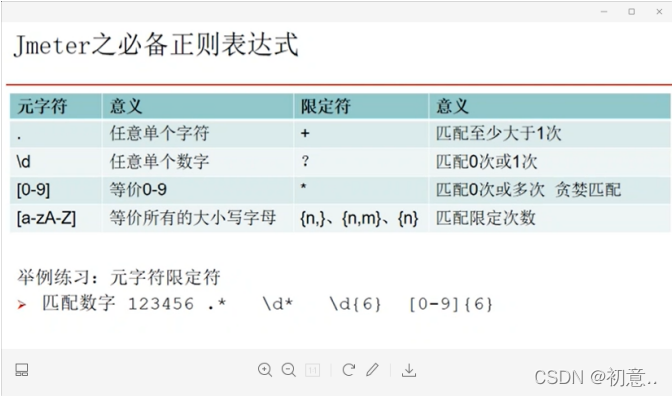 Jmeter之必备正则表达式
元字符 意义 限定符 意义
. 任意单个字符 + 匹配至少大于1次
\d 任意单个数字 ? 匹配0次或1次
[0-9] 等价0-9 * 匹配0次或多次 贪婪匹配
[a-zA-Z] 等价所有的大小写字母 {n,}、{n,m}、{n} 匹配限定次数
举例练习：元字符限定符
➤ 匹配数字 123456 .* \d* \d{6} [0-9]{6}
1:1
CSDN @初意..